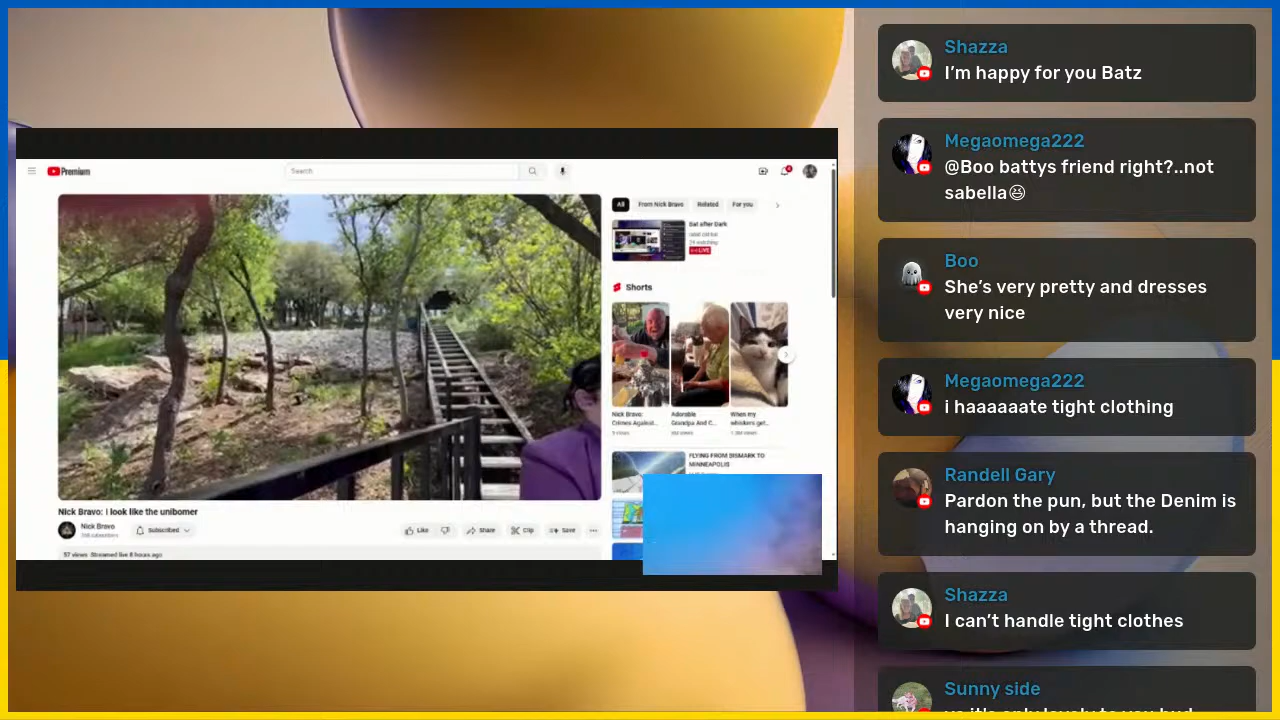 Premium
Search
All
From Nick Bravo
Related
For you
Bat after Dark
LIVE
Shorts
Nick Bravo:
Crimes Against...
Adorable
Grandpa And C...
When my
whiskers get...
FLYING FROM BISMARK TO
MINNEAPOLIS
Nick Bravo: I look like the unibomer
Nick Bravo
Subscribed
Like
Share
Clip
Save
57 views Streamed live 8 hours ago
Shazza
I’m happy for you Batz
Megaomega222
@Boo battys friend right?..not
sabella😆
Boo
She’s very pretty and dresses
very nice
Megaomega222
i haaaaaate tight clothing
Randell Gary
Pardon the pun, but the Denim is
hanging on by a thread.
Shazza
I can’t handle tight clothes
Sunny side